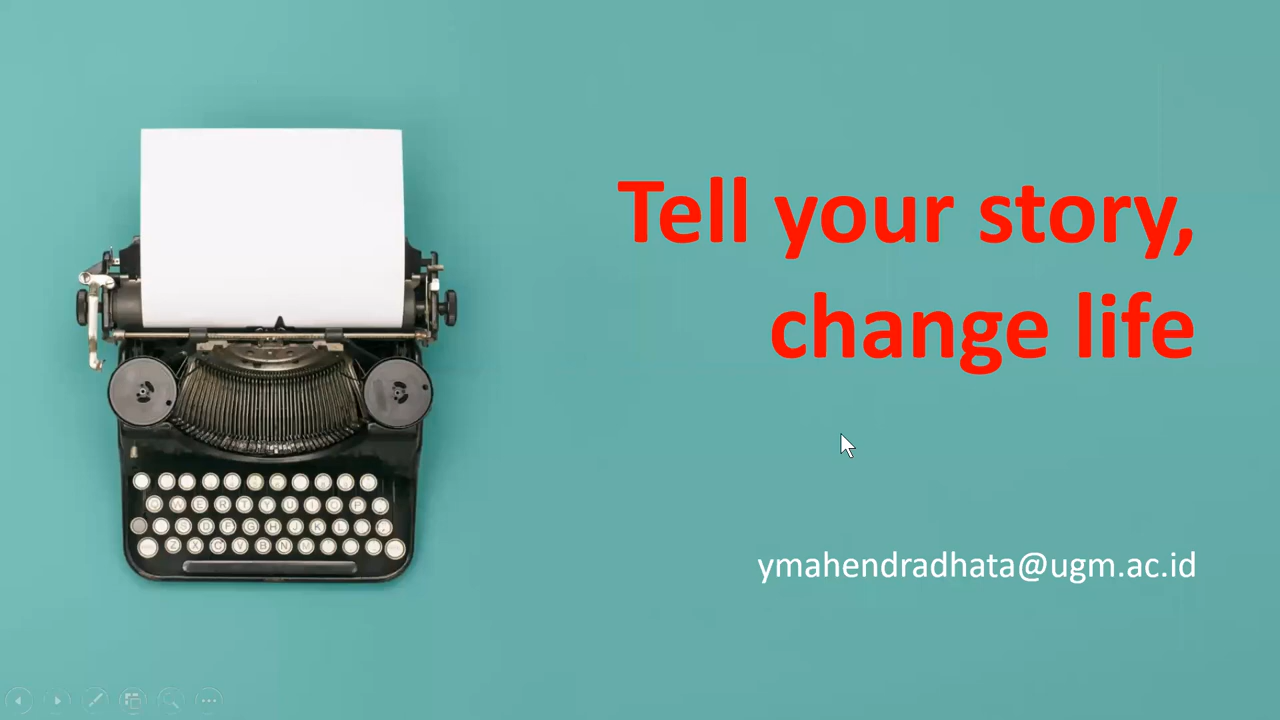 Tell your story,
change life
ymahendradhata@ugm.ac.id
W E R T Y U I O P
S D F G H J K L
Z X C V B N M